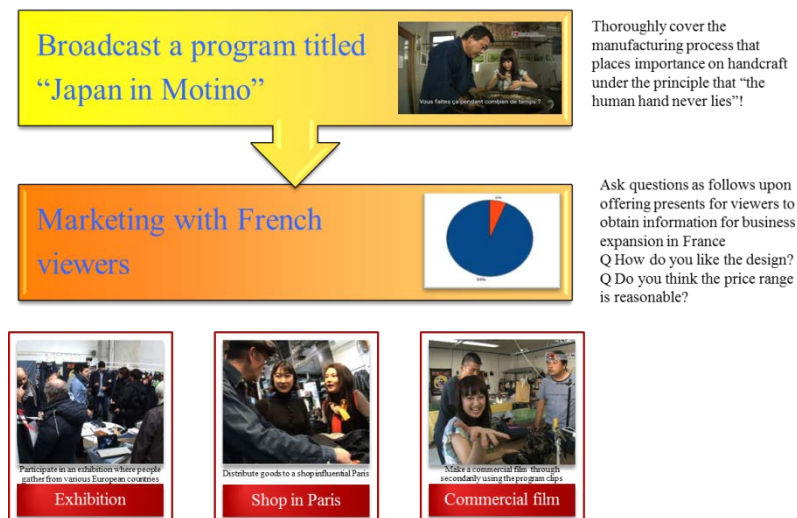 Broadcast a program titled
“Japan in Motino”
Vous faites ça pendant combien de temps ?
Thoroughly cover the
manufacturing process that
places importance on handcraft
under the principle that “the
human hand never lies”!
Marketing with French
viewers
Ask questions as follows upon
offering presents for viewers to
obtain information for business
expansion in France
Q How do you like the design?
Q Do you think the price range
is reasonable?
Participate in an exhibition where people
gather from various European countries
Exhibition
Distribute goods to a shop influential Paris
Shop in Paris
Make a commercial film through
secondarily using the program clips
Commercial film